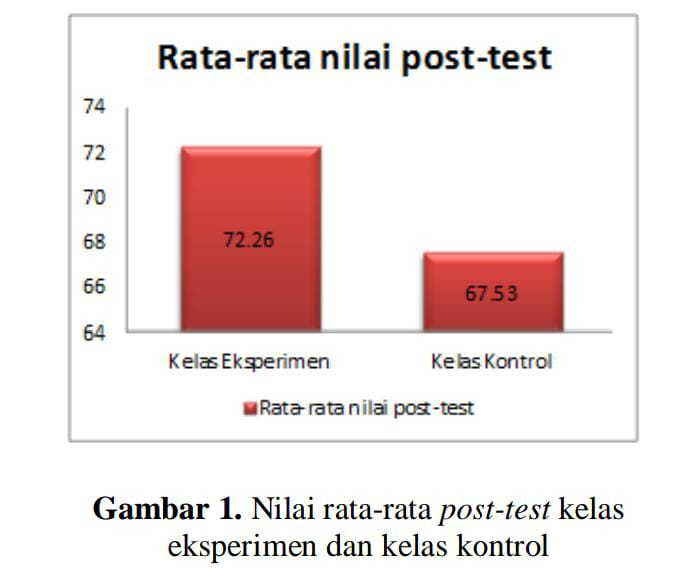 Rata-rata nilai post-test
74
72
70
68
66
64
72.26
67.53
Kelas Eksperimen
Kelas Kontrol
Rata-rata nilai post-test
Gambar 1. Nilai rata-rata post-test kelas
eksperimen dan kelas kontrol